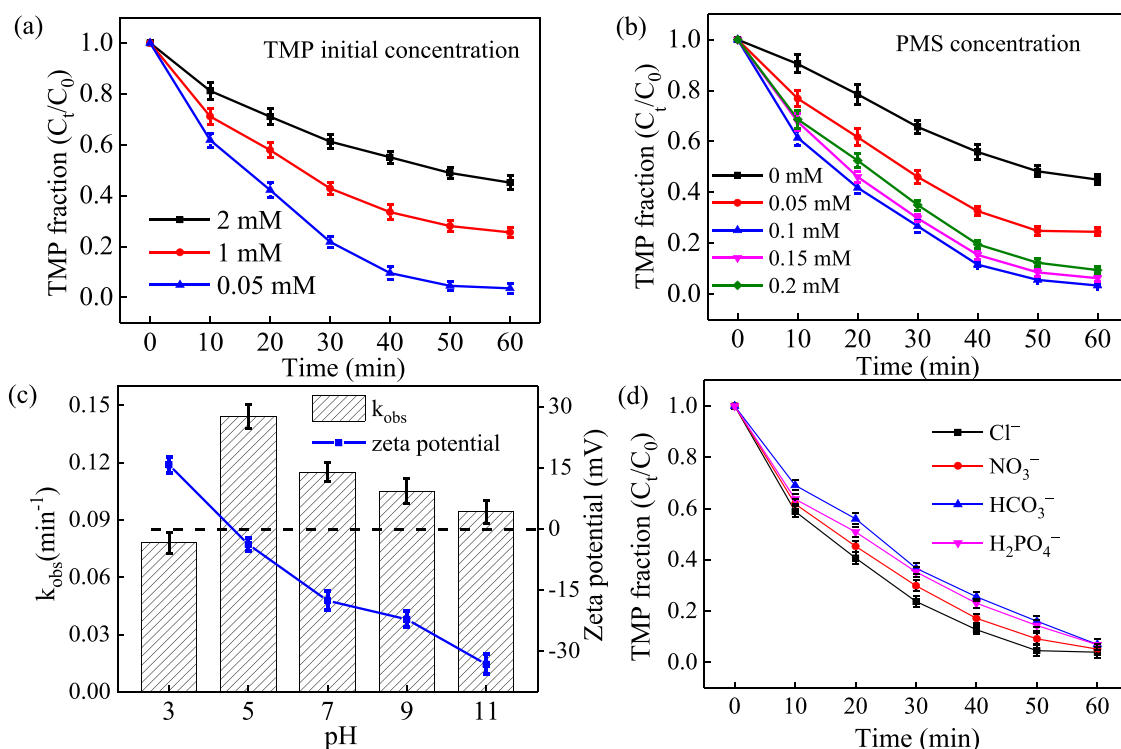 (a)
TMP initial concentration
TMP fraction (Cₜ/C₀)
1.0
0.8
0.6
0.4
0.2
0.0
2 mM
1 mM
0.05 mM
0 10 20 30 40 50 60
Time (min)
(b)
PMS concentration
TMP fraction (Cₜ/C₀)
1.0
0.8
0.6
0.4
0.2
0.0
0 mM
0.05 mM
0.1 mM
0.15 mM
0.2 mM
0 10 20 30 40 50 60
Time (min)
(c)
k_obs(min⁻¹)
0.15
0.12
0.09
0.06
0.03
0.00
k_obs
zeta potential
30
15
0
-15
-30
Zeta potential (mV)
3 5 7 9 11
pH
(d)
TMP fraction (Cₜ/C₀)
1.0
0.8
0.6
0.4
0.2
0.0
Cl⁻
NO₃⁻
HCO₃⁻
H₂PO₄⁻
0 10 20 30 40 50 60
Time (min)